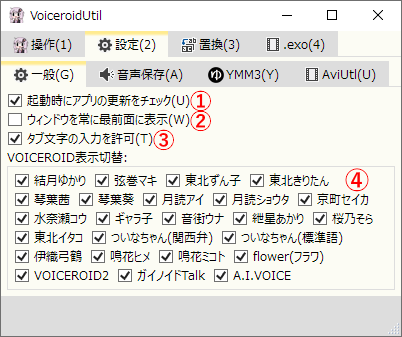 VoiceroidUtil
操作(1) 設定(2) 置換(3) .exo(4)
一般(G) 音声保存(A) YMM3(Y) AviUtl(U)
起動時にアプリの更新をチェック(U) ①
ウィンドウを常に最前面に表示(W) ②
タブ文字の入力を許可(T) ③
VOICEROID表示切替:
結月ゆかり 弦巻マキ 東北ずん子 東北きりたん ④
琴葉茜 琴葉葵 月読アイ 月読ショウタ 京町セイカ
水奈瀬コウ ギャラ子 音街ウナ 紲星あかり 桜乃そら
東北イタコ ついなちゃん(関西弁) ついなちゃん(標準語)
伊織弓鶴 鳴花ヒメ 鳴花ミコト flower(フラワ)
VOICEROID2 ガイノイドTalk A.I.VOICE